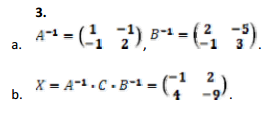 3.
a. A⁻¹ = (1 -1; -1 2), B⁻¹ = (2 -5; -1 3).
b. X = A⁻¹ · C · B⁻¹ = (-1 2; 4 -9).